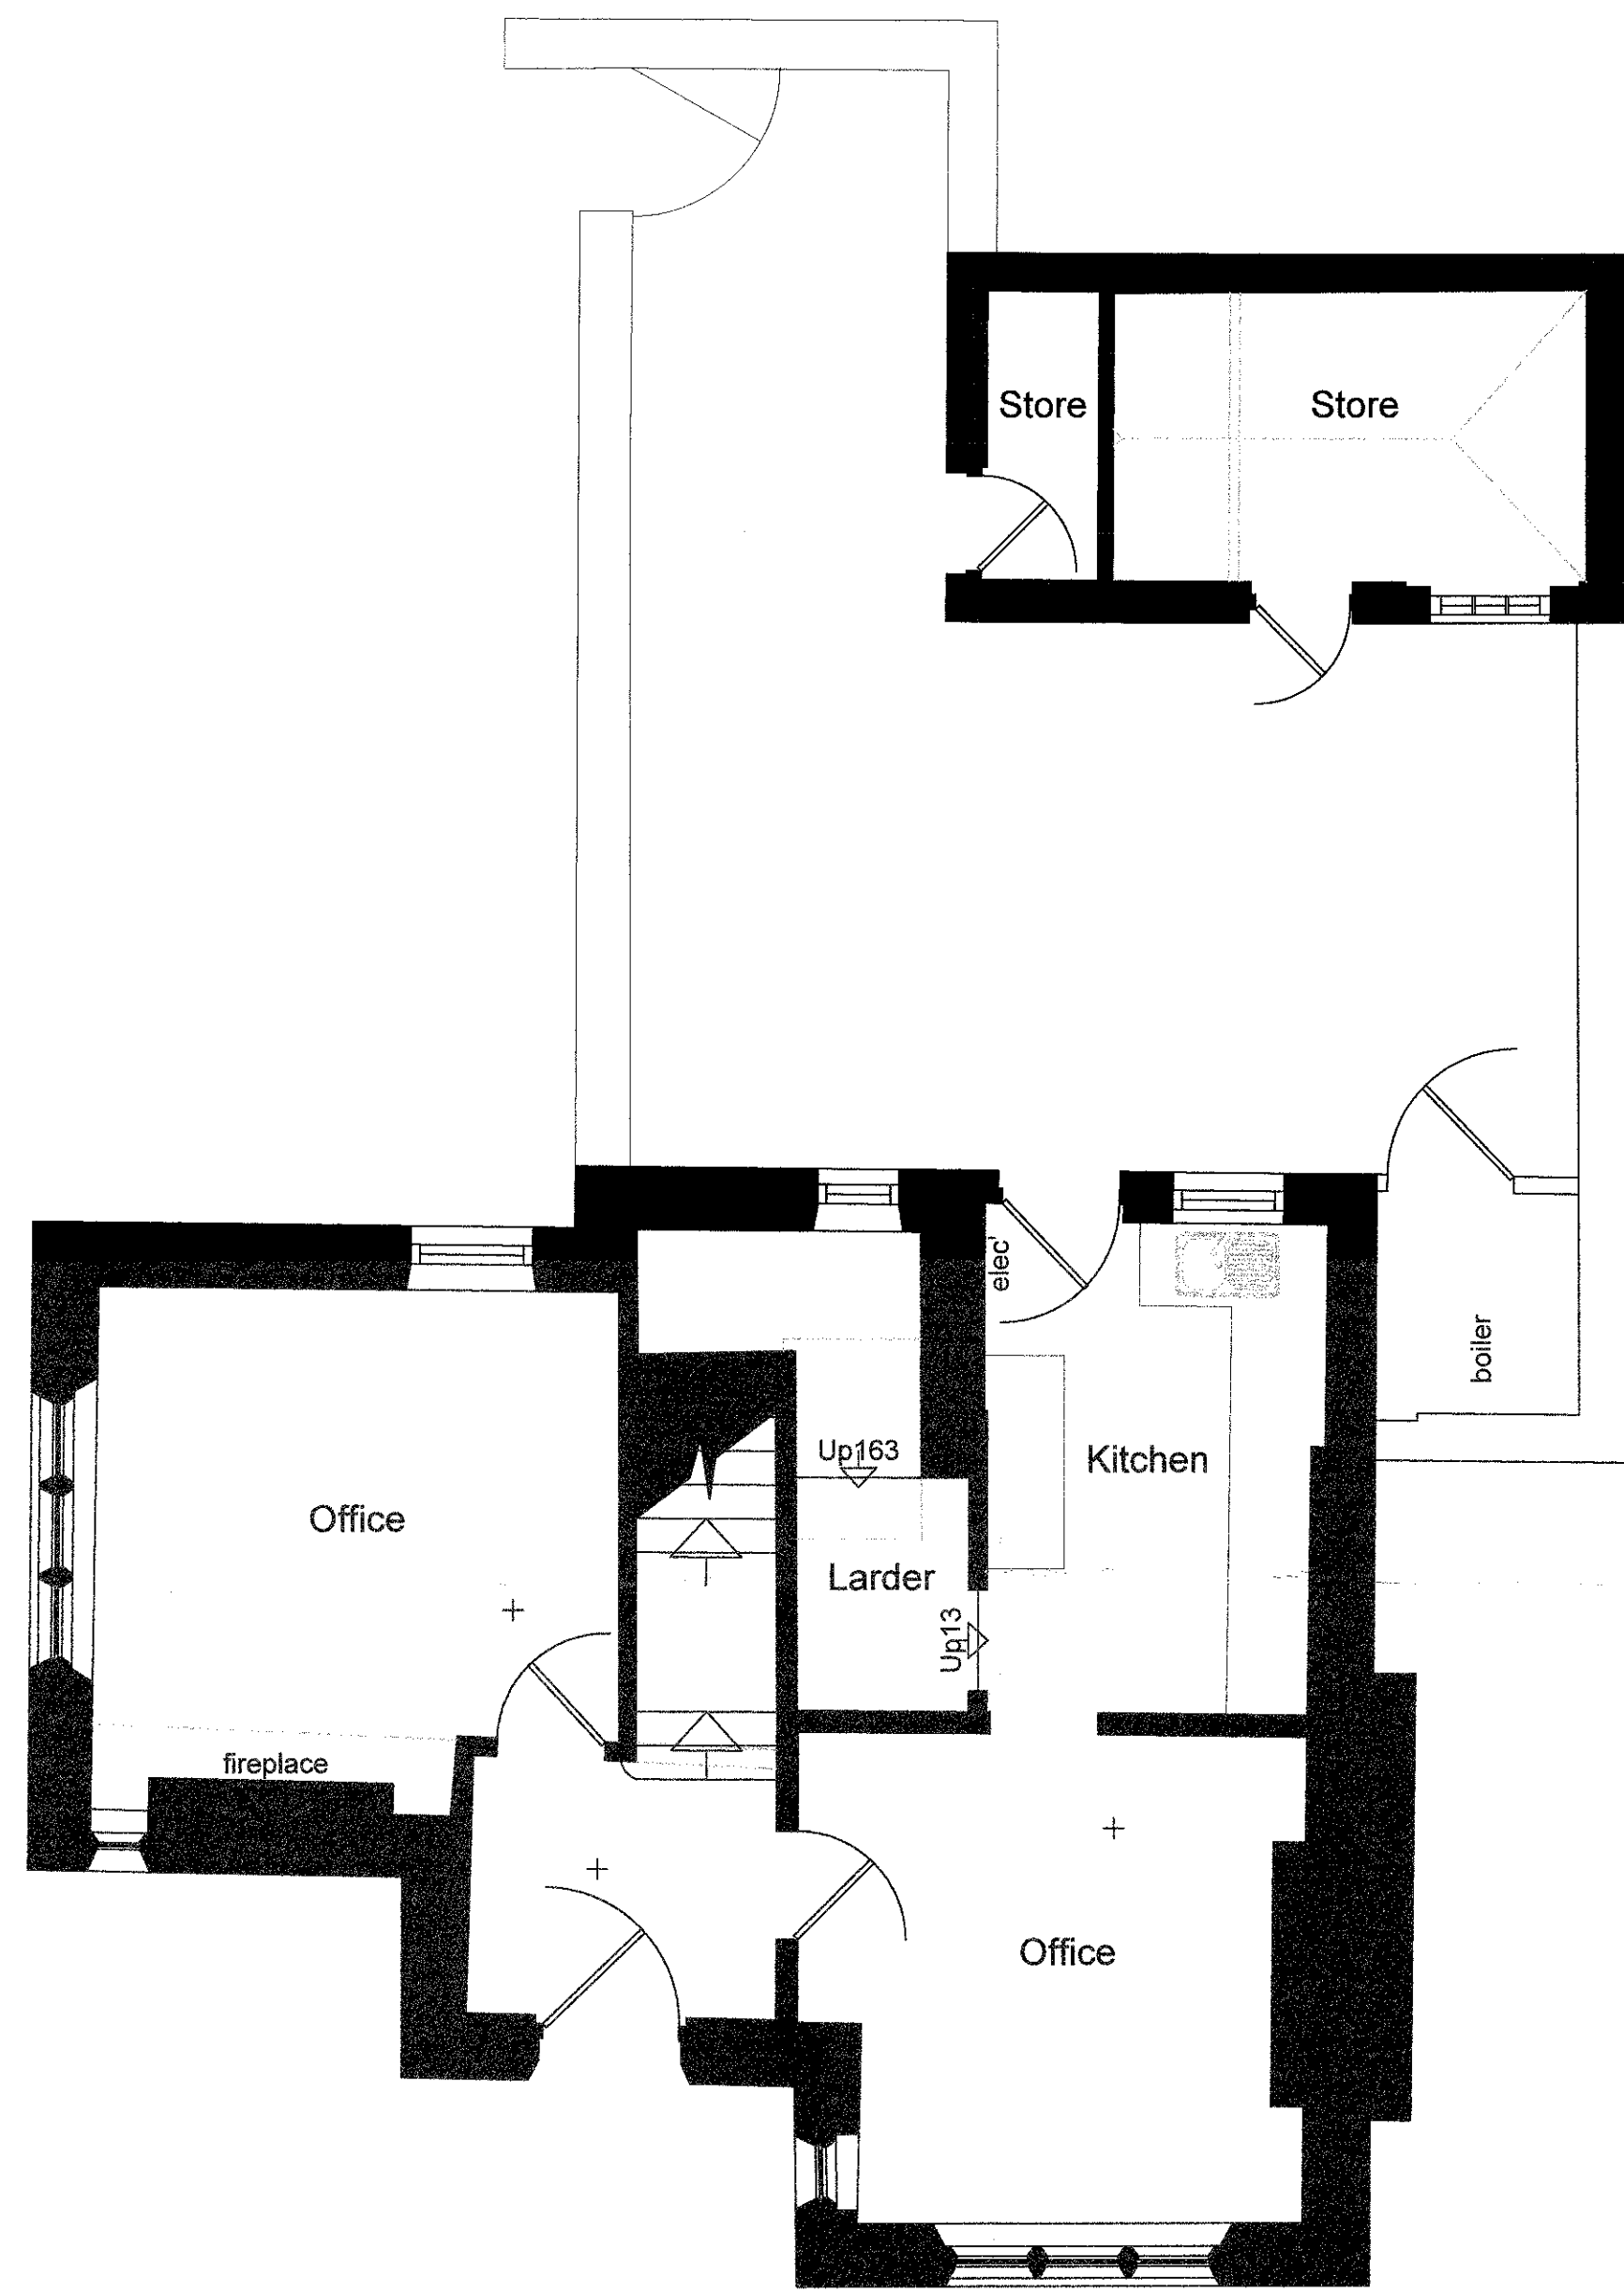 Store
Store
elec'
boiler
Up163
Kitchen
Office
Larder
Up13
fireplace
Office